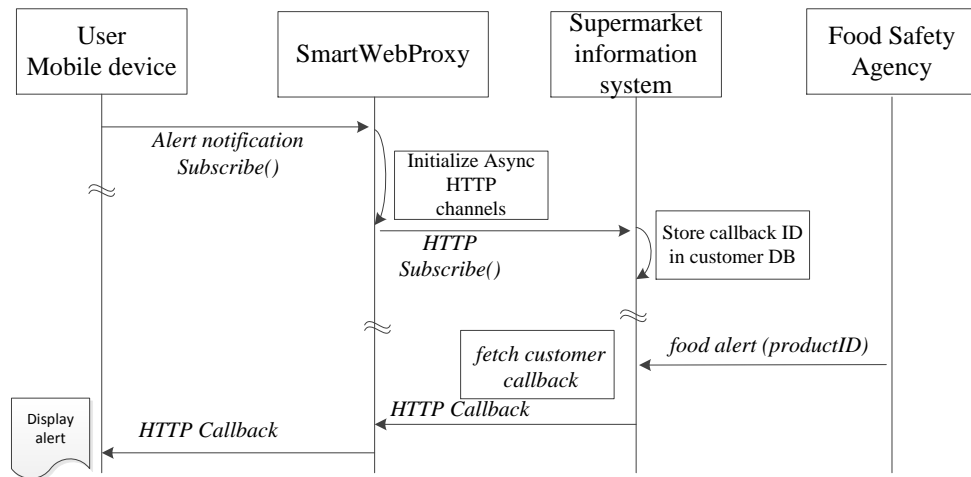 User
Mobile device
SmartWebProxy
Supermarket
information
system
Food Safety
Agency
Alert notification
Subscribe()
Initialize Async
HTTP
channels
HTTP
Subscribe()
Store callback ID
in customer DB
food alert (productID)
fetch customer
callback
HTTP Callback
HTTP Callback
Display
alert